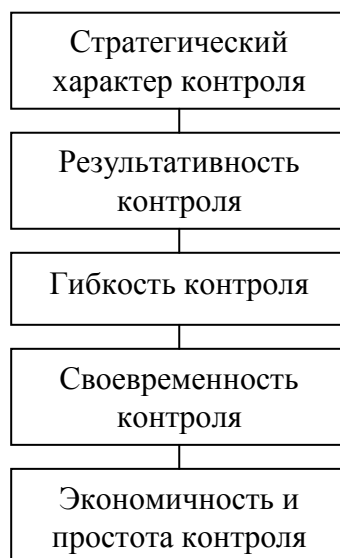 Стратегический
характер контроля
Результативность
контроля
Гибкость контроля
Своевременность
контроля
Экономичность и
простота контроля